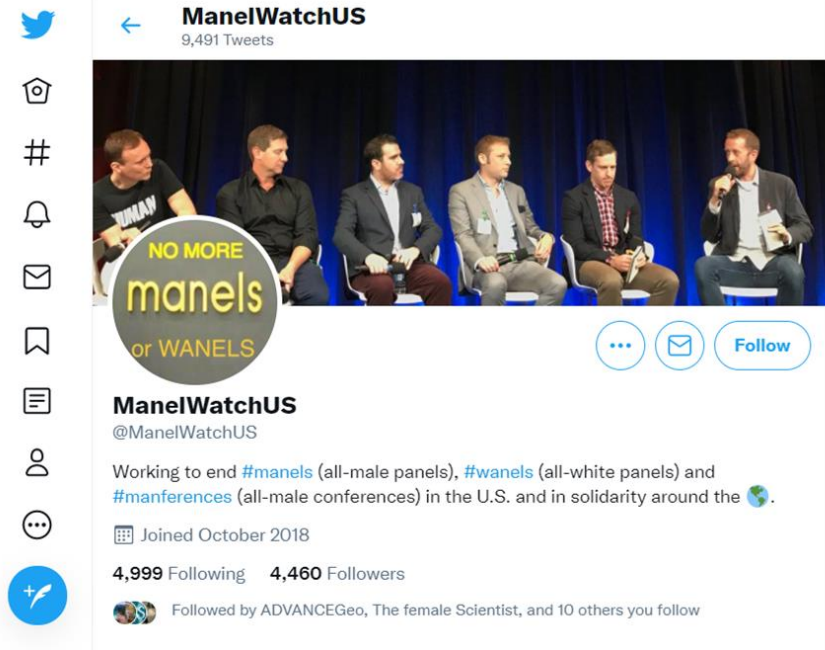 ManelWatchUS
9,491 Tweets
HUMAN
NO MORE
manels
or WANELS
Follow
ManelWatchUS
@ManelWatchUS
Working to end #manels (all-male panels), #wanels (all-white panels) and
#manferences (all-male conferences) in the U.S. and in solidarity around the 🌎.
Joined October 2018
4,999 Following 4,460 Followers
Followed by ADVANCEGeo, The female Scientist, and 10 others you follow